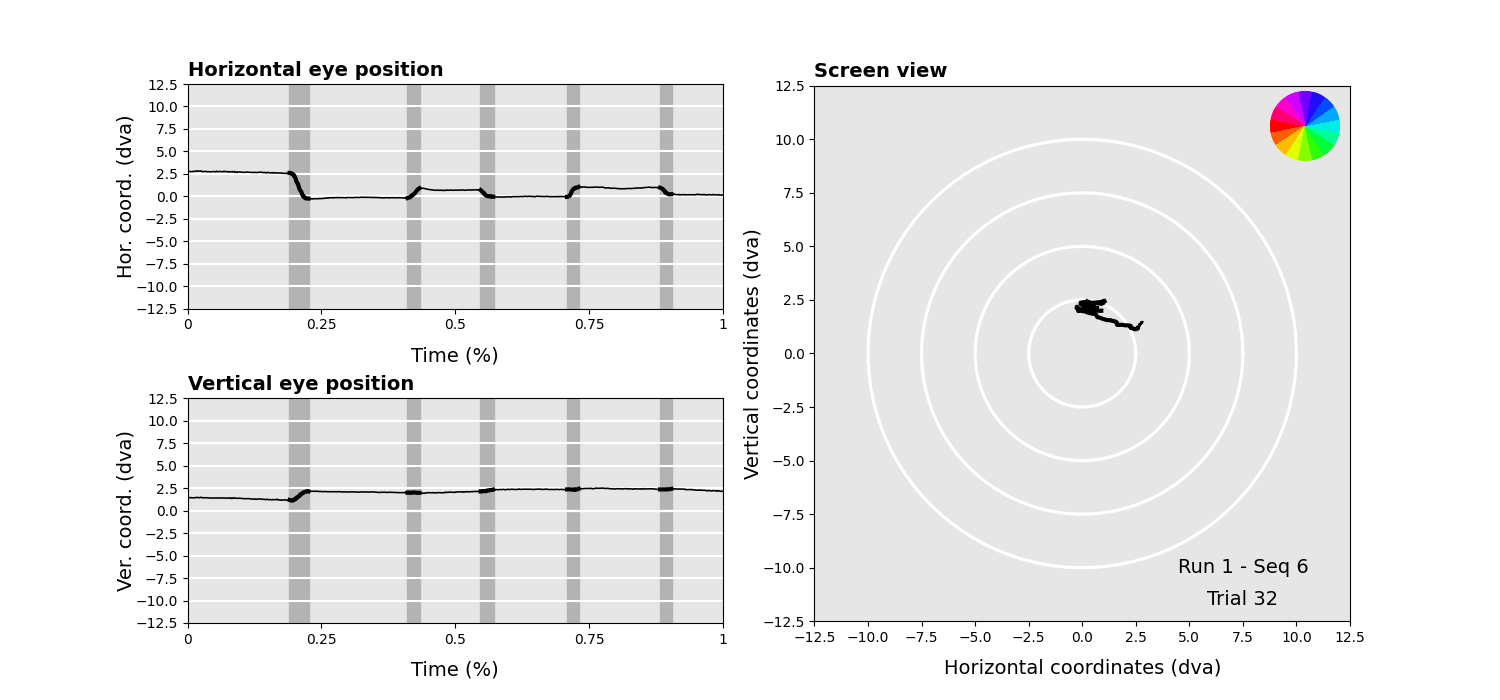 Horizontal eye position
Hor. coord. (dva)
12.5
10.0
7.5
5.0
2.5
0.0
−2.5
−5.0
−7.5
−10.0
−12.5
0 0.25 0.5 0.75 1
Time (%)
Vertical eye position
Ver. coord. (dva)
12.5
10.0
7.5
5.0
2.5
0.0
−2.5
−5.0
−7.5
−10.0
−12.5
0 0.25 0.5 0.75 1
Time (%)
Screen view
Vertical coordinates (dva)
12.5
10.0
7.5
5.0
2.5
0.0
−2.5
−5.0
−7.5
−10.0
−12.5
Run 1 - Seq 6
Trial 32
−12.5 −10.0 −7.5 −5.0 −2.5 0.0 2.5 5.0 7.5 10.0 12.5
Horizontal coordinates (dva)